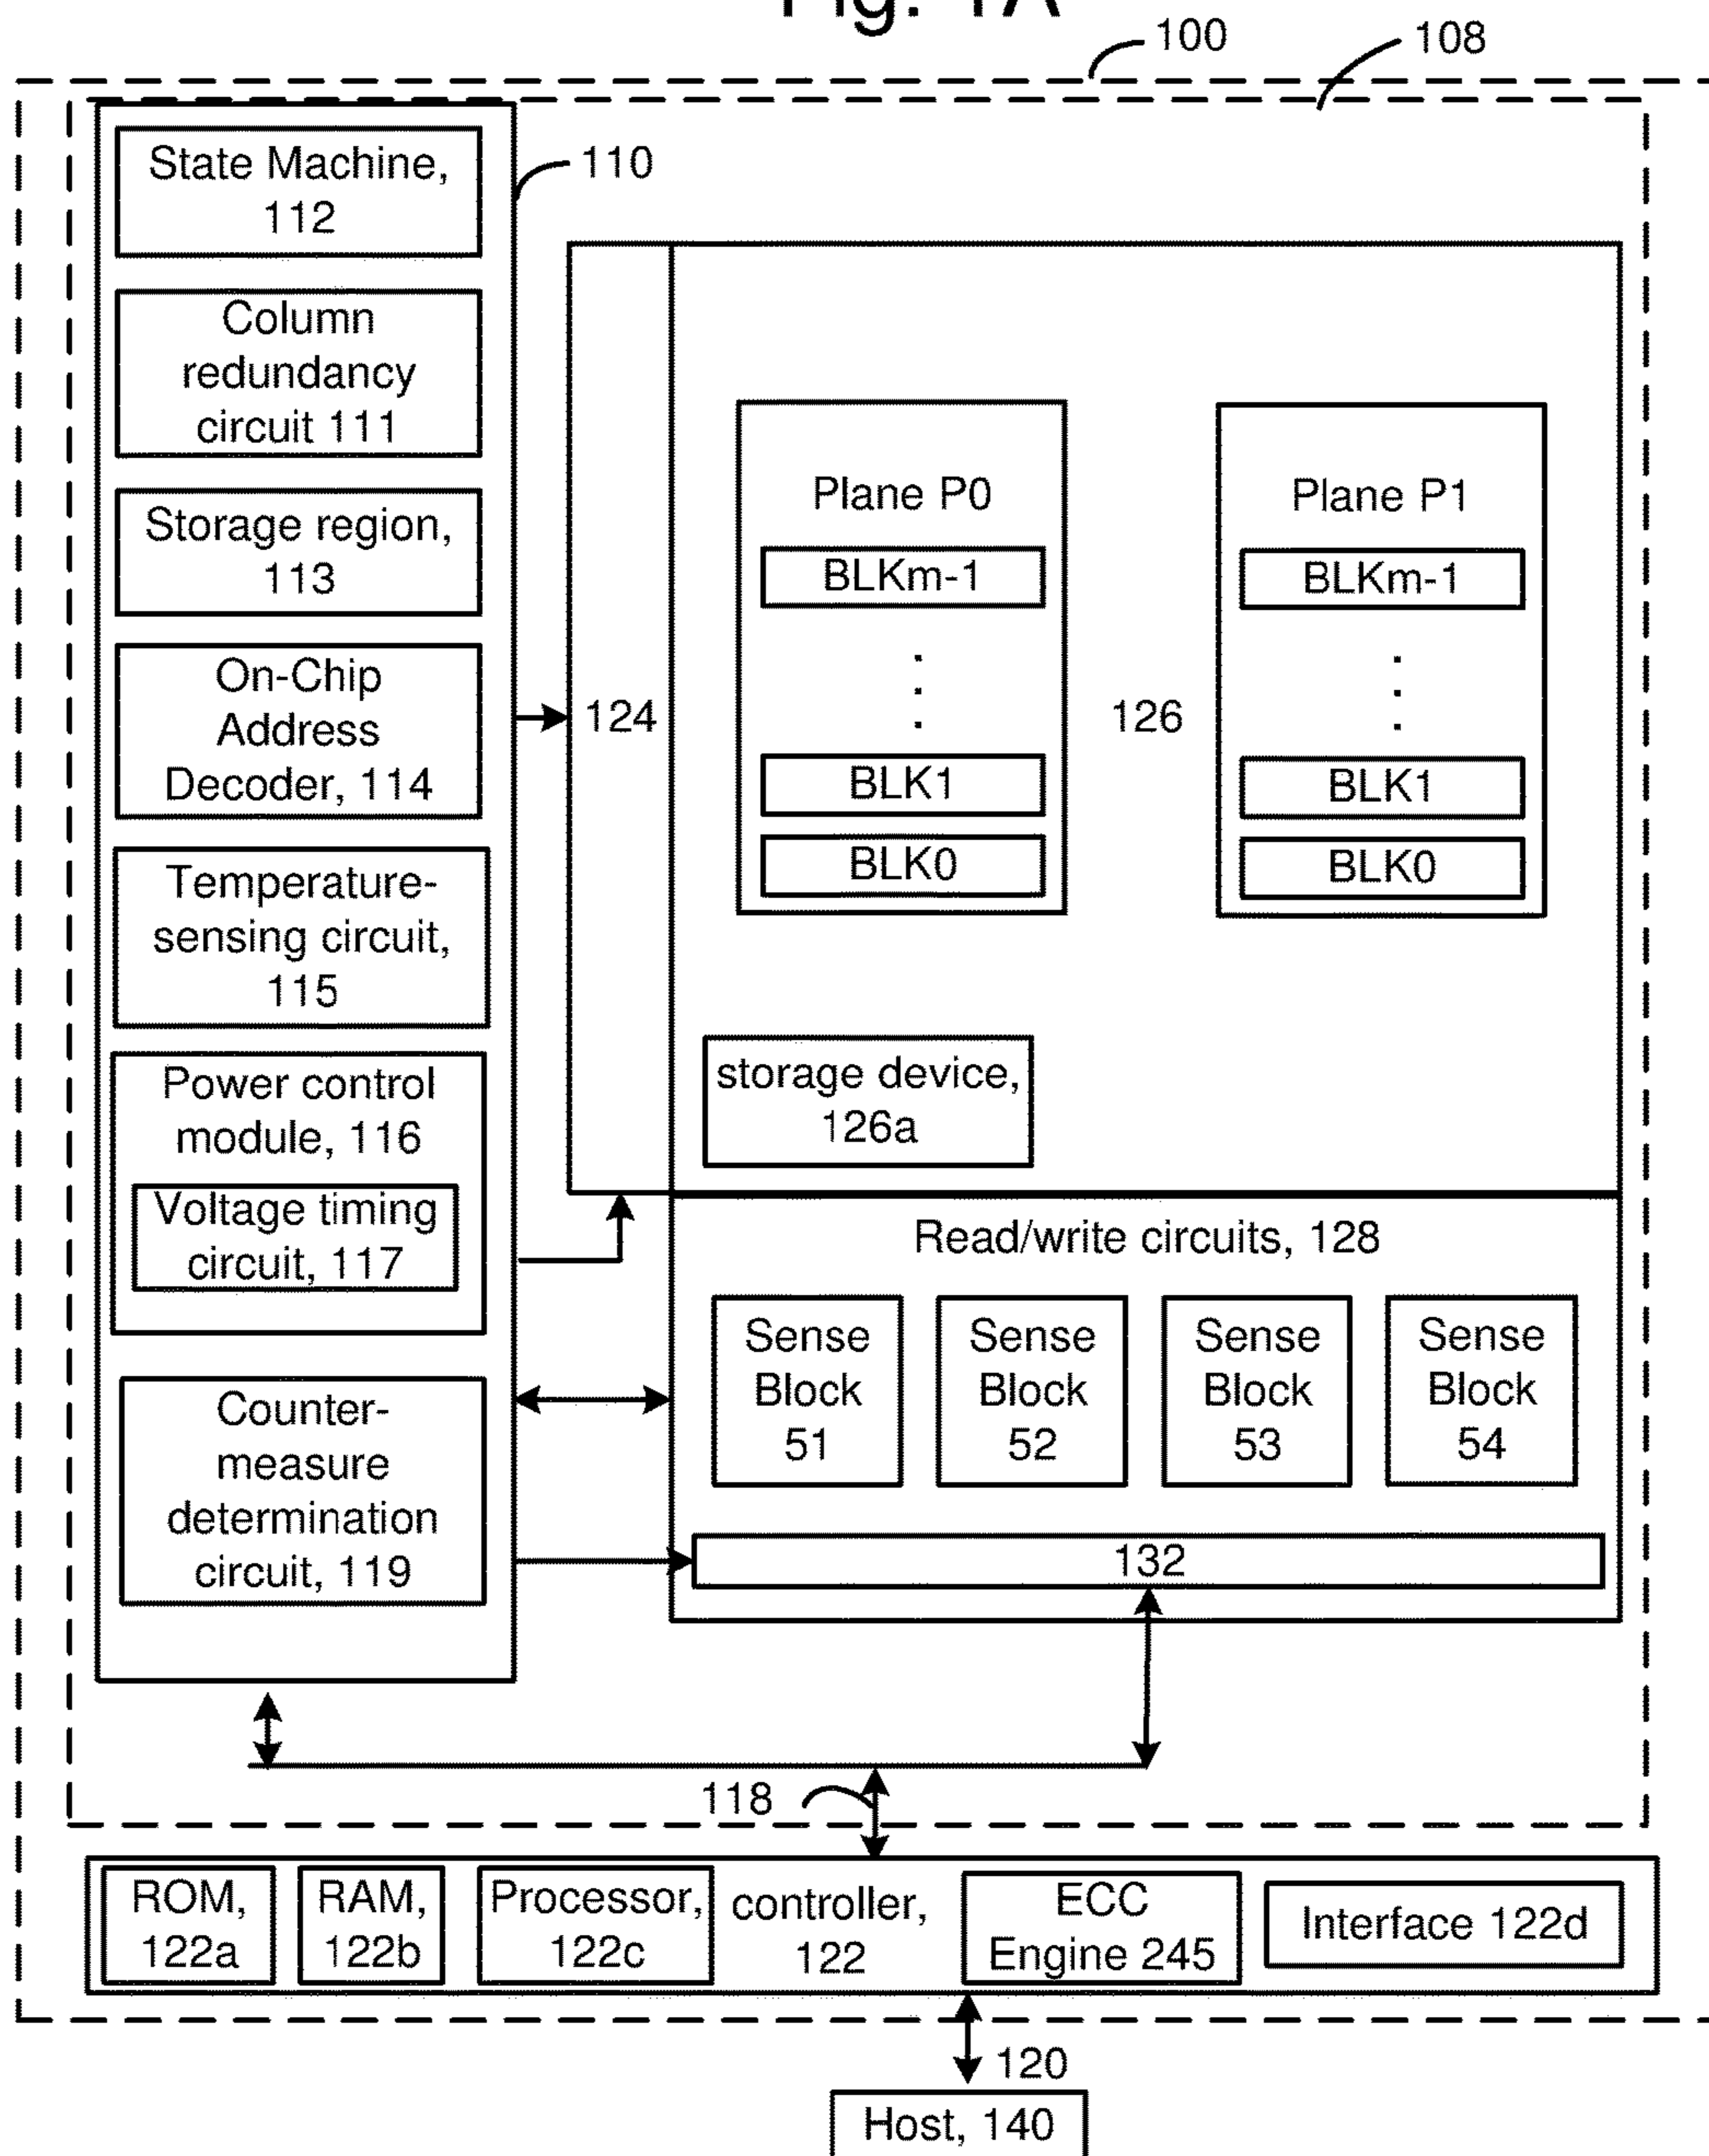 Fig. 1A
100
108
110
State Machine,
112
Column
redundancy
circuit 111
Storage region,
113
On-Chip
Address
Decoder, 114
Temperature-
sensing circuit,
115
Power control
module, 116
Voltage timing
circuit, 117
Counter-
measure
determination
circuit, 119
124
Plane P0
BLKm-1
.
.
.
BLK1
BLK0
126
Plane P1
BLKm-1
.
.
.
BLK1
BLK0
storage device,
126a
Read/write circuits, 128
Sense
Block
51
Sense
Block
52
Sense
Block
53
Sense
Block
54
132
118
ROM,
122a
RAM,
122b
Processor,
122c
controller,
122
ECC
Engine 245
Interface 122d
120
Host, 140